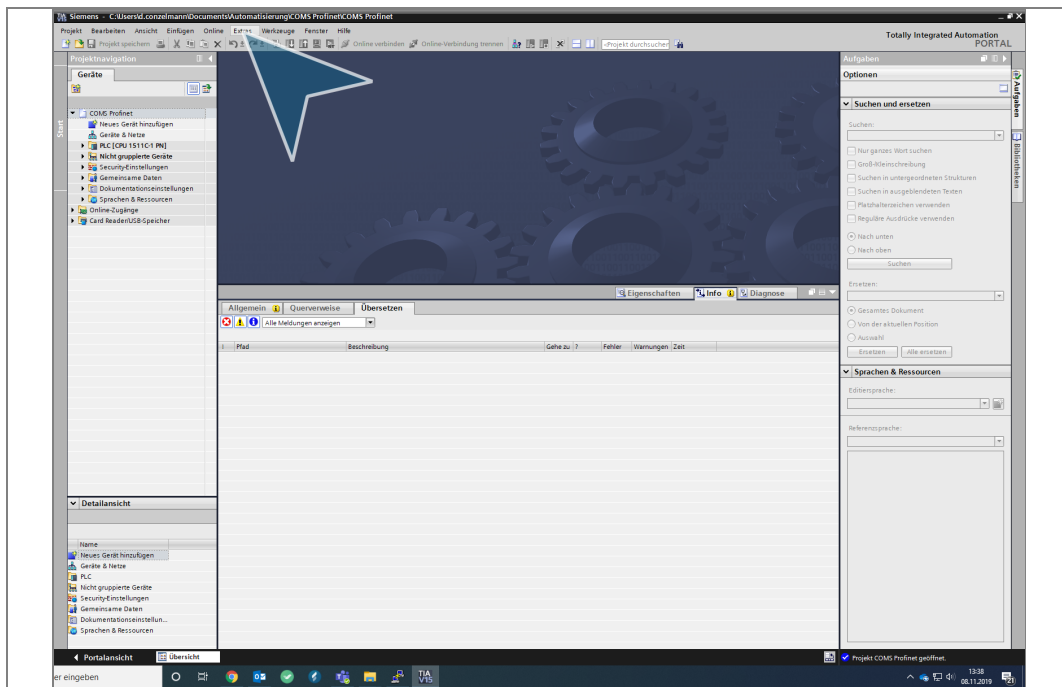 Siemens - C:\Users\d.conzelmann\Documents\Automatisierung\COMS Profinet\COMS Profinet
Projekt Bearbeiten Ansicht Einfügen Online Extras Werkzeuge Fenster Hilfe
Totally Integrated Automation
PORTAL
Projekt speichern Online verbinden Online-Verbindung trennen <Projekt durchsuchen>
Projektnavigation
Geräte
Start
COMS Profinet
Neues Gerät hinzufügen
Geräte & Netze
PLC [CPU 1511C-1 PN]
Nicht gruppierte Geräte
Security-Einstellungen
Gemeinsame Daten
Dokumentationseinstellungen
Sprachen & Ressourcen
Online-Zugänge
Card Reader/USB-Speicher
Detailansicht
Name
Neues Gerät hinzufügen
Geräte & Netze
PLC
Nicht gruppierte Geräte
Security-Einstellungen
Gemeinsame Daten
Dokumentationseinstellun...
Sprachen & Ressourcen
Eigenschaften Info Diagnose
Allgemein Querverweise Übersetzen
Alle Meldungen anzeigen
! Pfad Beschreibung Gehe zu ? Fehler Warnungen Zeit
Aufgaben
Optionen
Suchen und ersetzen
Suchen:
Nur ganzes Wort suchen
Groß-/Kleinschreibung
Suchen in untergeordneten Strukturen
Suchen in ausgeblendeten Texten
Platzhalterzeichen verwenden
Reguläre Ausdrücke verwenden
Nach unten
Nach oben
Suchen
Ersetzen:
Gesamtes Dokument
Von der aktuellen Position
Auswahl
Ersetzen Alle ersetzen
Sprachen & Ressourcen
Editiersprache:
Referenzsprache:
Aufgaben
Bibliotheken
Portalansicht Übersicht
Projekt COMS Profinet geöffnet.
er eingeben
TIA
V15
13:38
08.11.2019
21